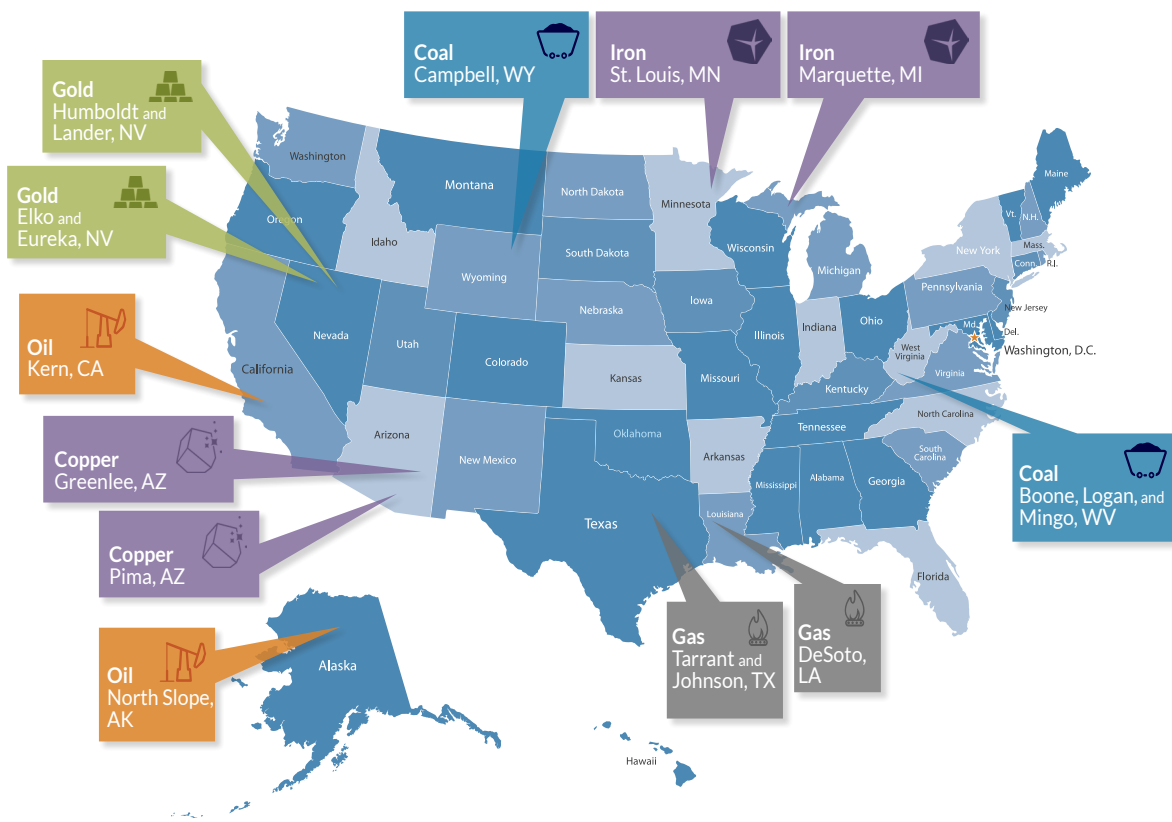 Coal
Campbell, WY
Iron
St. Louis, MN
Iron
Marquette, MI
Gold
Humboldt and
Lander, NV
Gold
Elko and
Eureka, NV
Oil
Kern, CA
Copper
Greenlee, AZ
Copper
Pima, AZ
Oil
North Slope,
AK
Gas
Tarrant and
Johnson, TX
Gas
DeSoto,
LA
Coal
Boone, Logan, and
Mingo, WV
Washington
Oregon
California
Idaho
Nevada
Montana
Wyoming
Utah
Arizona
Colorado
New Mexico
North Dakota
South Dakota
Nebraska
Kansas
Oklahoma
Texas
Minnesota
Iowa
Missouri
Arkansas
Louisiana
Wisconsin
Illinois
Michigan
Indiana
Ohio
Kentucky
Tennessee
Mississippi
Alabama
Georgia
Florida
South
Carolina
North Carolina
Virginia
West
Virginia
Pennsylvania
New York
Vt.
N.H.
Maine
Mass.
Conn.
R.I.
New Jersey
Md.
Del.
Washington, D.C.
Alaska
Hawaii